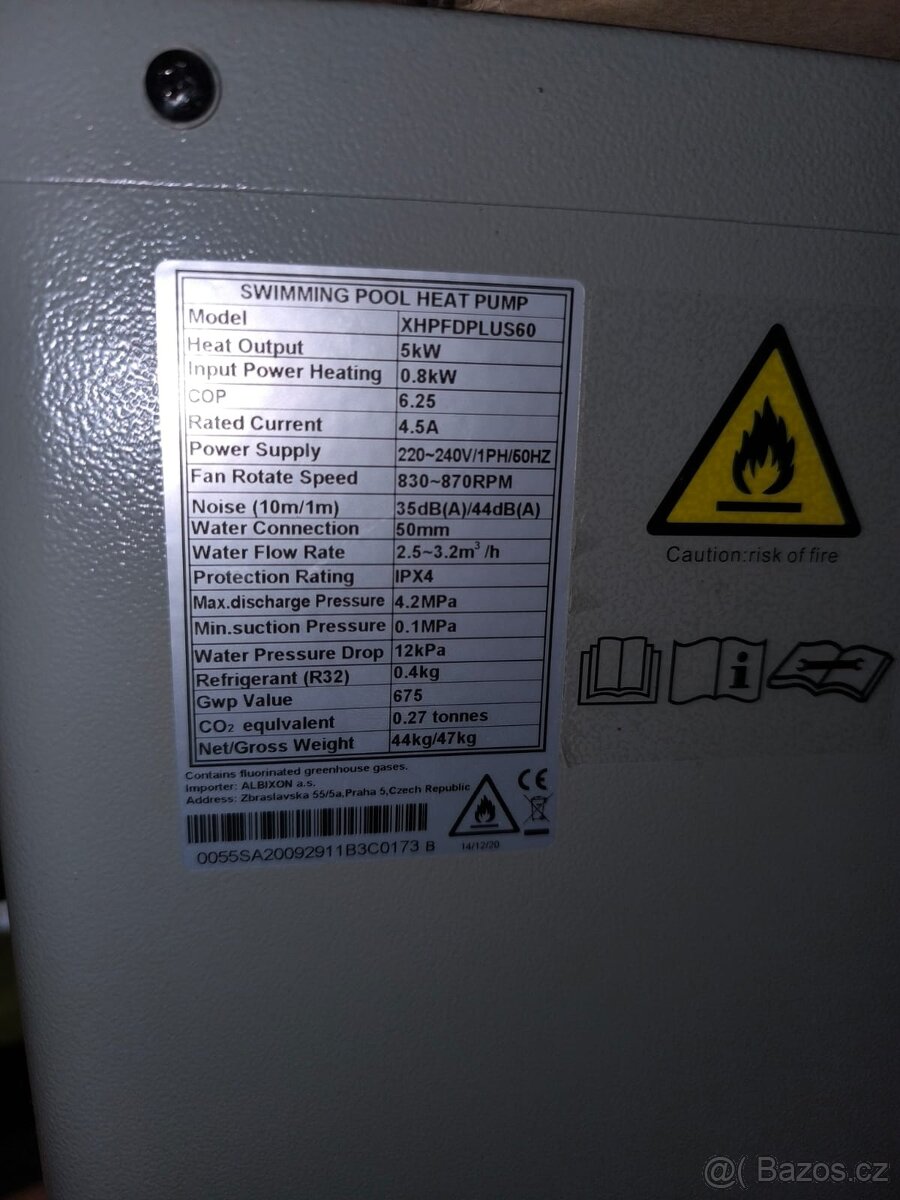 SWIMMING POOL HEAT PUMP
Model XHPFDPLUS60
Heat Output 5kW
Input Power Heating 0.8kW
COP 6.25
Rated Current 4.5A
Power Supply 220~240V/1PH/50HZ
Fan Rotate Speed 830~870RPM
Noise (10m/1m) 35dB(A)/44dB(A)
Water Connection 50mm
Water Flow Rate 2.5~3.2m³ /h
Protection Rating IPX4
Max.discharge Pressure 4.2MPa
Min.suction Pressure 0.1MPa
Water Pressure Drop 12kPa
Refrigerant (R32) 0.4kg
Gwp Value 675
CO₂ equivalent 0.27 tonnes
Net/Gross Weight 44kg/47kg
Contains fluorinated greenhouse gases.
Importer: ALBIXON a.s.
Address: Zbraslavska 55/5a,Praha 5,Czech Republic
CE
0055SA20092911B3C0173 B
14/12/20
Caution:risk of fire
i
@( Bazos.cz